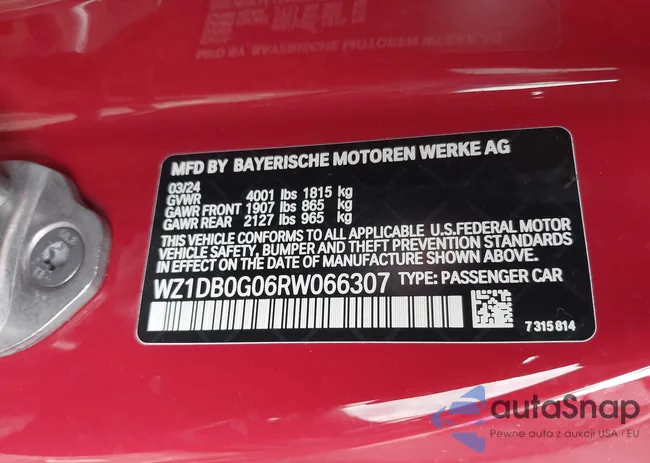 MFD BY BAYERISCHE MOTOREN WERKE AG
03/24
GVWR 4001 lbs 1815 kg
GAWR FRONT 1907 lbs 865 kg
GAWR REAR 2127 lbs 965 kg
THIS VEHICLE CONFORMS TO ALL APPLICABLE U.S.FEDERAL MOTOR
VEHICLE SAFETY, BUMPER AND THEFT PREVENTION STANDARDS
IN EFFECT ON THE DATE OF MANUFACTURE SHOWN ABOVE.
WZ1DB0G06RW066307 TYPE: PASSENGER CAR
7 315 814
autoSnap
Pewne auta z aukcji USA i EU